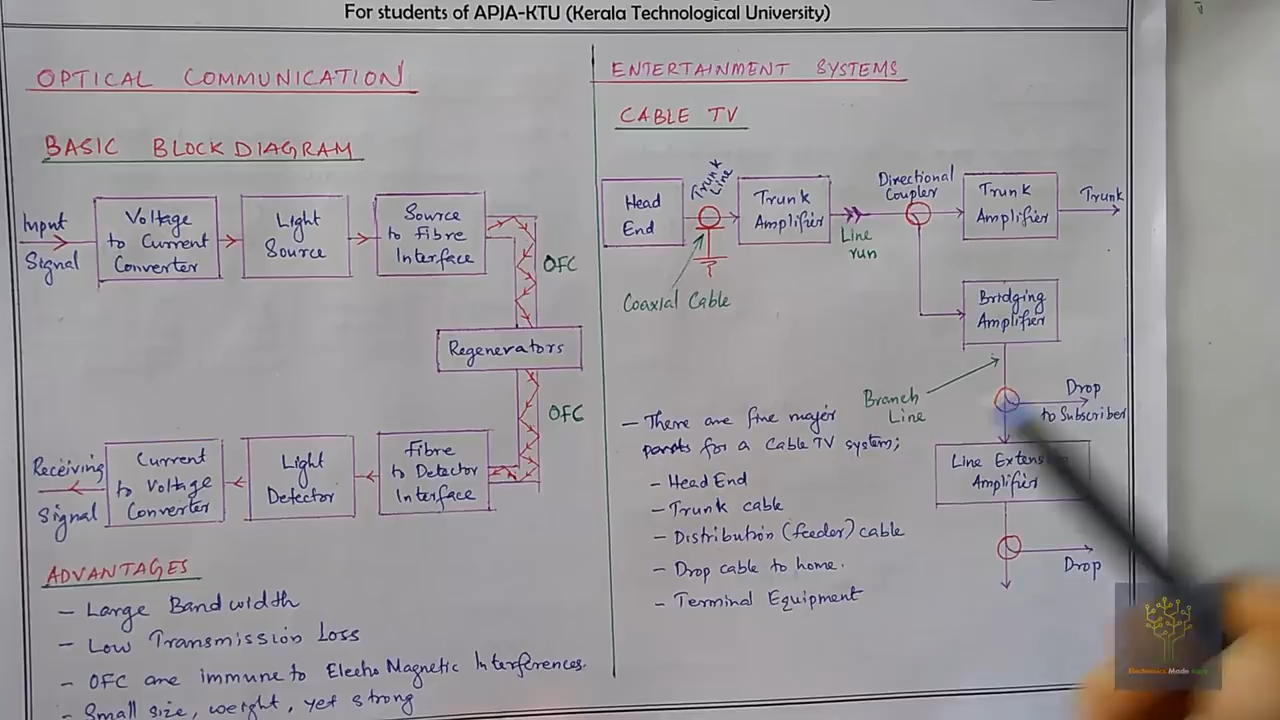 For students of APJA-KTU (Kerala Technological University)
OPTICAL COMMUNICATION
BASIC BLOCK DIAGRAM
Input
Signal
Voltage
to Current
Converter
Light
Source
Source
to Fibre
Interface
OFC
Regenerators
OFC
Fibre
to Detector
Interface
Light
Detector
Current
to Voltage
Converter
Receiving
Signal
ADVANTAGES
- Large Bandwidth
- Low Transmission Loss
- OFC are immune to Electro Magnetic Interferences.
- Small size, weight, yet strong
ENTERTAINMENT SYSTEMS
CABLE TV
Head
End
Trunk
Line
Coaxial Cable
Trunk
Amplifier
Line
run
Directional
Coupler
Trunk
Amplifier
Trunk
Bridging
Amplifier
Branch
Line
Drop
to Subscriber
Line Extension
Amplifier
Drop
- There are five major
parts for a Cable TV system;
- Head End
- Trunk cable
- Distribution (feeder) cable
- Drop cable to home.
- Terminal Equipment
Electronics Made easy